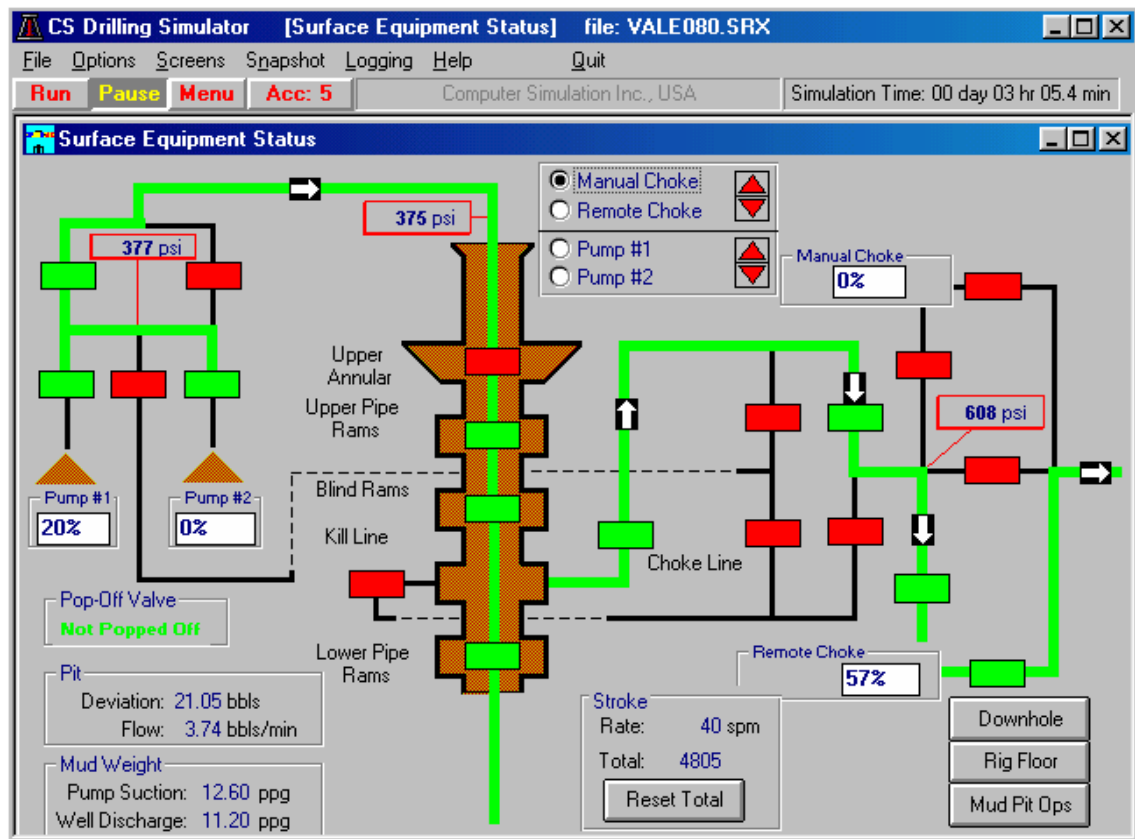 CS Drilling Simulator [Surface Equipment Status] file: VALE080.SRX
File Options Screens Snapshot Logging Help Quit
Run Pause Menu Acc: 5 Computer Simulation Inc., USA Simulation Time: 00 day 03 hr 05.4 min
Surface Equipment Status
Manual Choke
Remote Choke
Pump #1
Pump #2
375 psi
377 psi
Manual Choke
0%
Upper
Annular
Upper Pipe
Rams
608 psi
Blind Rams
Pump #1
20%
Pump #2
0%
Kill Line
Choke Line
Pop-Off Valve
Not Popped Off
Lower Pipe
Rams
Remote Choke
57%
Pit
Deviation: 21.05 bbls
Flow: 3.74 bbls/min
Stroke
Rate: 40 spm
Total: 4805
Reset Total
Mud Weight
Pump Suction: 12.60 ppg
Well Discharge: 11.20 ppg
Downhole
Rig Floor
Mud Pit Ops